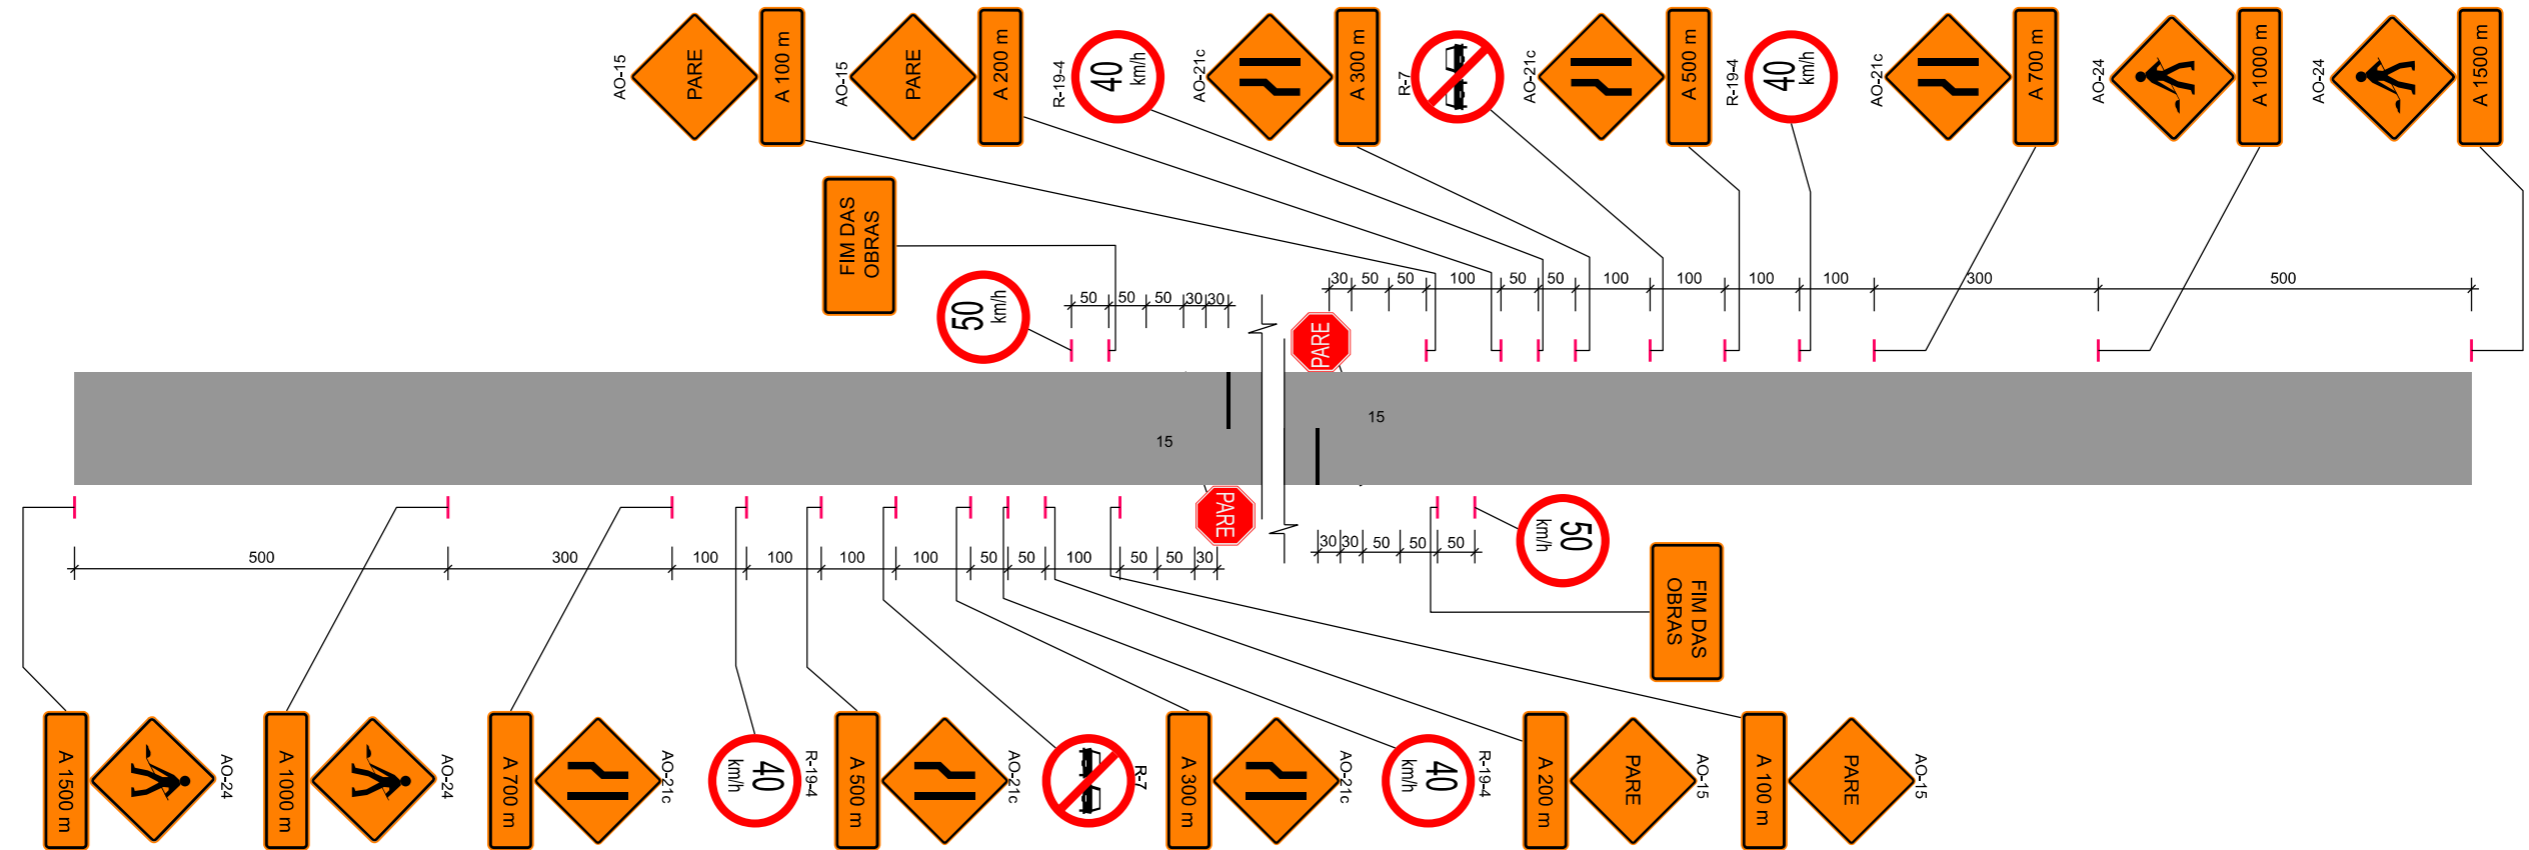 AO-15
PARE
A 100 m
AO-15
PARE
A 200 m
R-19-4
40
km/h
AO-21c
A 300 m
R-7
AO-21c
A 500 m
R-19-4
40
km/h
AO-21c
A 700 m
AO-24
A 1000 m
AO-24
A 1500 m
FIM DAS
OBRAS
50
km/h
50 50 50 30 30
30 50 50 100 50 50 100 100 100 100 300 500
PARE
15
15
PARE
500 300 100 100 100 100 50 50 100 50 50 30
30 30 50 50 50
50
km/h
FIM DAS
OBRAS
A 1500 m
AO-24
A 1000 m
AO-24
A 700 m
AO-21c
40
km/h
R-19-4
A 500 m
AO-21c
R-7
A 300 m
AO-21c
40
km/h
R-19-4
A 200 m
PARE
AO-15
A 100 m
PARE
AO-15